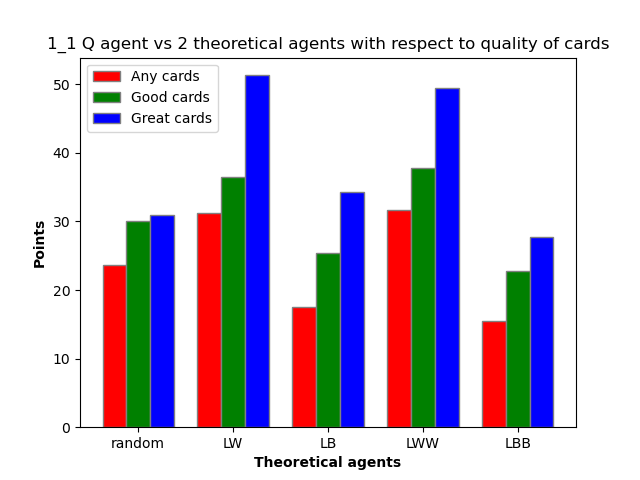 1_1 Q agent vs 2 theoretical agents with respect to quality of cards
Any cards
Good cards
Great cards
50
40
30
20
10
0
Points
random LW LB LWW LBB
Theoretical agents